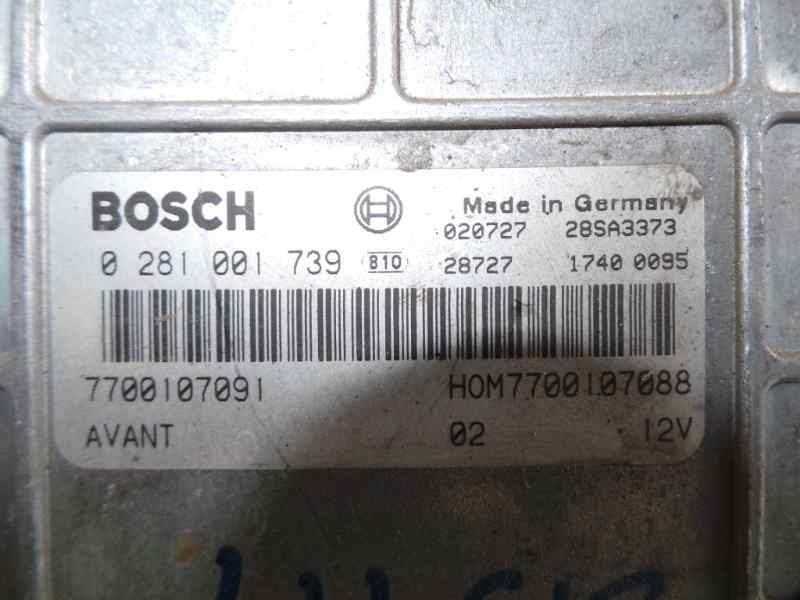 BOSCH
Made in Germany
020727 28SA3373
0 281 001 739 810 28727 1740 0095
7700107091 HOM7700107088
AVANT 02 12V